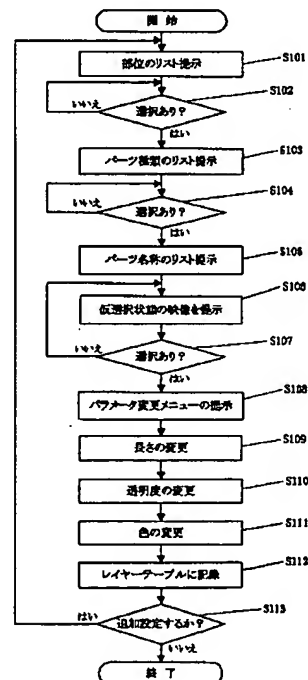 開 始
部位のリスト提示
S101
選択あり?
S102
いいえ
はい
パーツ種類のリスト提示
S103
選択あり?
S104
いいえ
はい
パーツ名称のリスト提示
S105
仮選択状態の映像を提示
S106
選択あり?
S107
いいえ
はい
パラメータ変更メニューの提示
S108
長さの変更
S109
透明度の変更
S110
色の変更
S111
レイヤーテーブルに記録
S112
追加設定するか?
S113
はい
いいえ
終 了